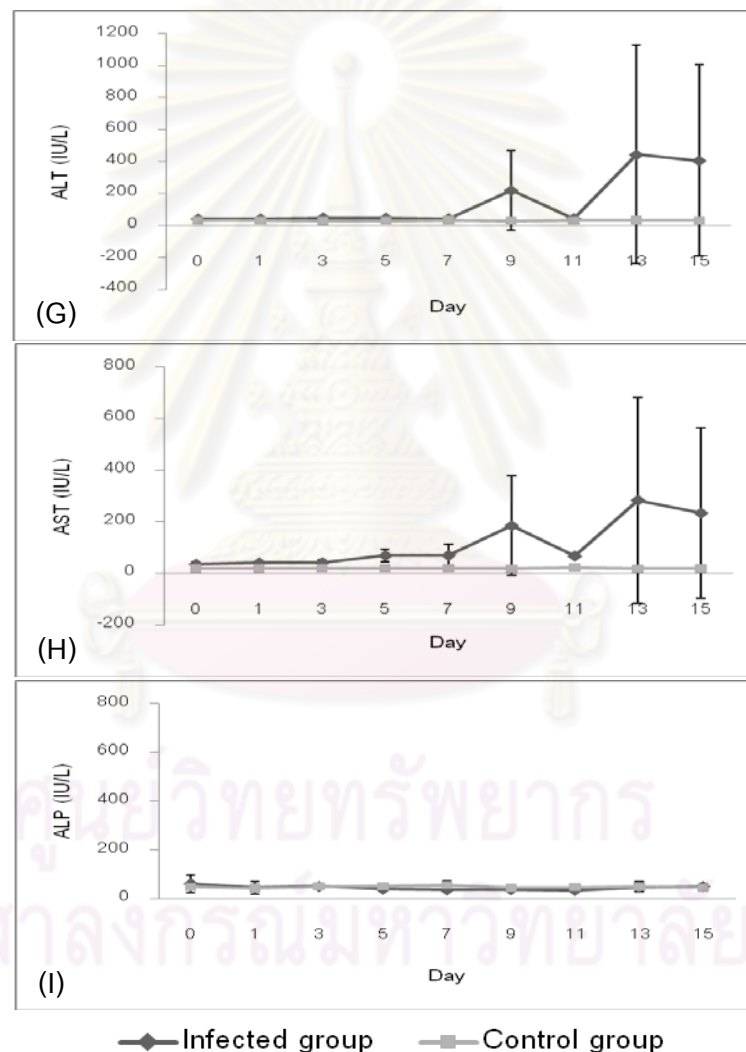 1200
1000
800
600
400
200
0
-200
-400
ALT (IU/L)
0 1 3 5 7 9 11 13 15
Day
(G)
800
600
400
200
0
-200
AST (IU/L)
0 1 3 5 7 9 11 13 15
Day
(H)
800
600
400
200
0
ALP (IU/L)
0 1 3 5 7 9 11 13 15
Day
(I)
ศูนย์วิทยทรัพยากร
จุฬาลงกรณ์มหาวิทยาลัย
Infected group Control group